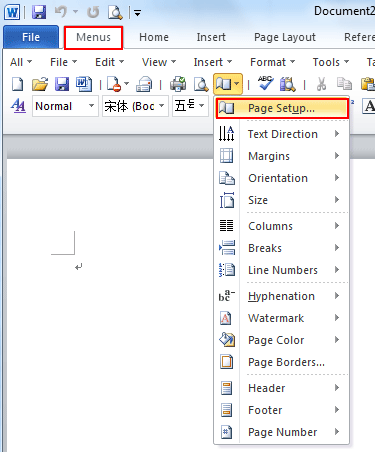 Document2
File Menus Home Insert Page Layout Refere
All File Edit View Insert Format Tools Ta
Normal 宋体 (Boc 五号
Page Setup...
Text Direction
Margins
Orientation
Size
Columns
Breaks
Line Numbers
Hyphenation
Watermark
Page Color
Page Borders...
Header
Footer
Page Number